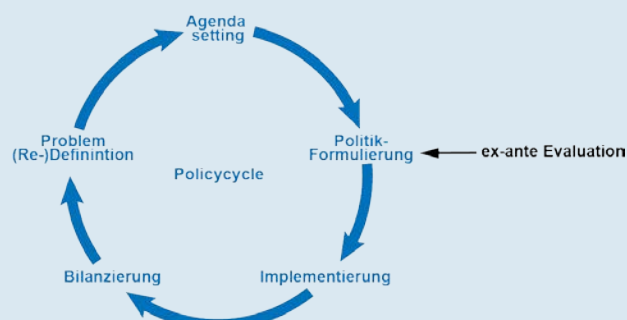 Agenda
setting
Problem
(Re-)Definintion
Politik-
Formulierung
ex-ante Evaluation
Policycycle
Bilanzierung
Implementierung